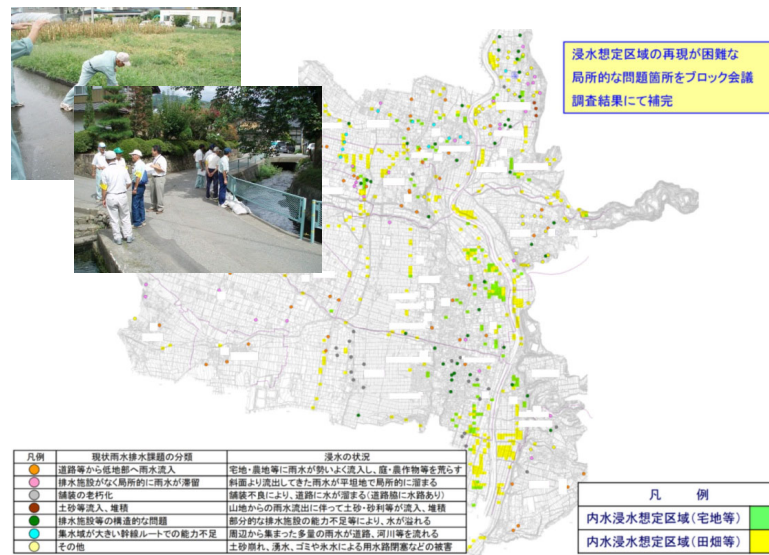 浸水想定区域の再現が困難な
局所的な問題箇所をブロック会議
調査結果にて補完
凡例 現状雨水排水課題の分類 浸水の状況
道路等から低地部へ雨水流入 宅地・農地に雨水が勢いよく流入し、庭・農作物等を荒らす
排水施設がなく局所的に雨水が滞留 斜面より流出してきた雨水が平坦地で局所的に溜まる
舗装の老朽化 舗装不良により、道路に水が溜まる(道路脇に水路あり)
土砂等流入、堆積 山地からの雨水流出に伴って土砂・砂利等が流入、堆積
排水施設等の構造的な問題 部分的な排水施設の能力不足等により、水が溢れる
集水域が大きい幹線ルートでの能力不足 周辺から集まった多量の雨水が道路、河川等を流れる
その他 土砂崩れ、湧水、ゴミや氷水による用水路閉塞などの被害
凡 例
内水浸水想定区域(宅地等)
内水浸水想定区域(田畑等)